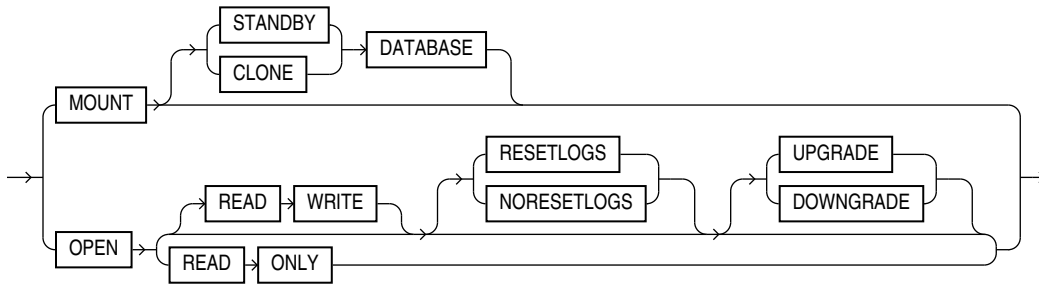 STANDBY
CLONE
DATABASE
MOUNT
RESETLOGS
NORESETLOGS
UPGRADE
DOWNGRADE
READ WRITE
OPEN
READ ONLY